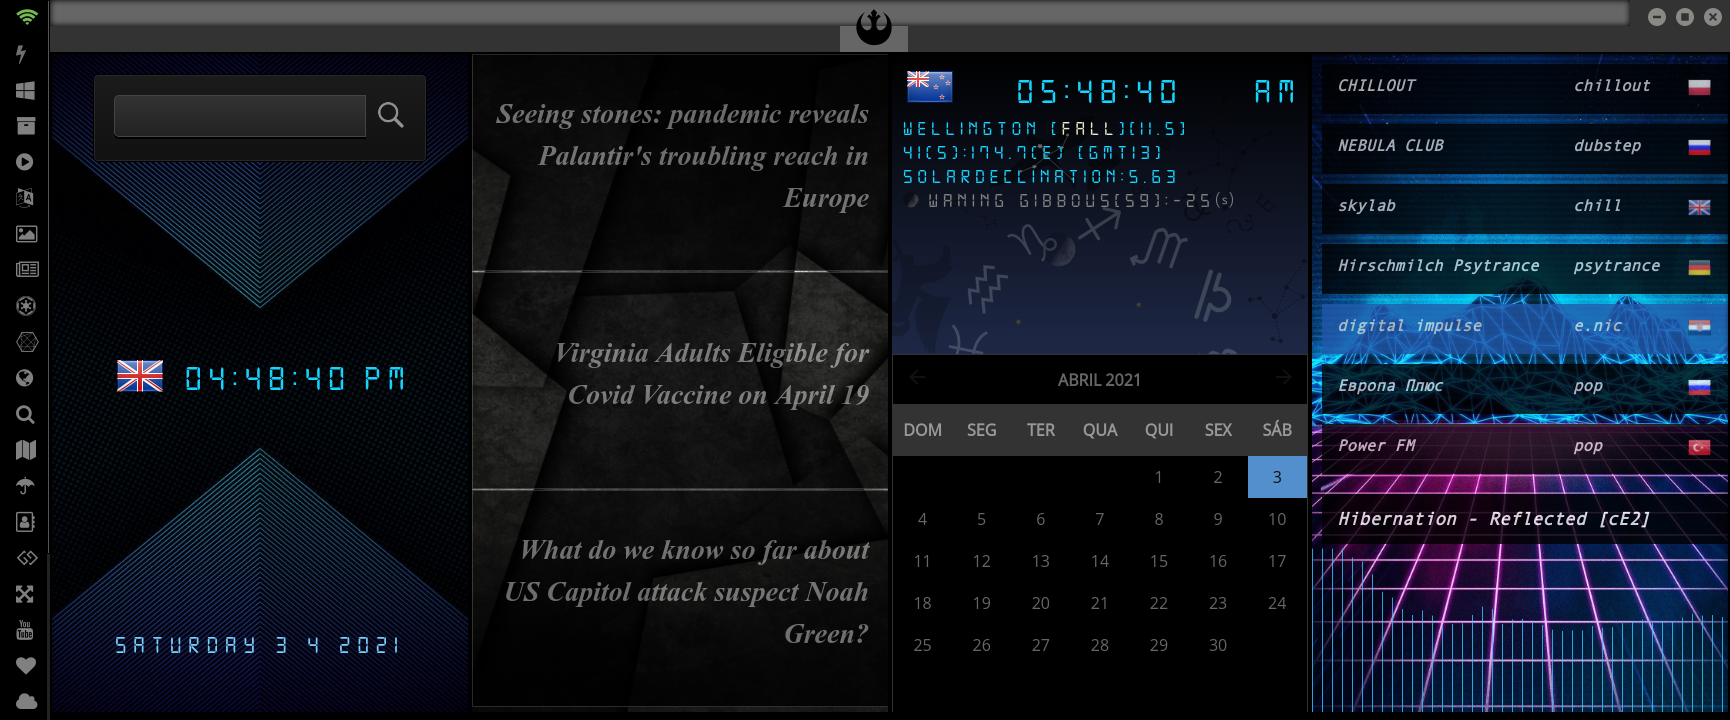 You
Tube
04:48:40 PM
SATURDAY 3 4 2021
Seeing stones: pandemic reveals
Palantir's troubling reach in
Europe
Virginia Adults Eligible for
Covid Vaccine on April 19
What do we know so far about
US Capitol attack suspect Noah
Green?
05:48:40 AM
WELLINGTON [FALL][11.5]
41(S):174.7(E) (GMT13)
SOLARDECLINATION:5.63
WANING GIBBOUS(59):-25(s)
ABRIL 2021
DOM SEG TER QUA QUI SEX SÁB
1 2 3
4 5 6 7 8 9 10
11 12 13 14 15 16 17
18 19 20 21 22 23 24
25 26 27 28 29 30
CHILLOUT chillout
NEBULA CLUB dubstep
skylab chill
Hirschmilch Psytrance psytrance
digital impulse e.nic
Европа Плюс pop
Power FM pop
Hibernation - Reflected [cE2]